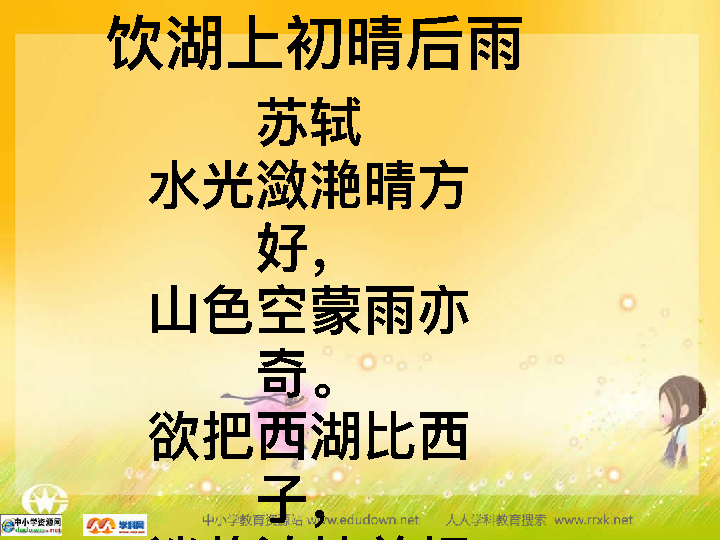 饮湖上初晴后雨
苏轼
水光潋滟晴方
好，
山色空蒙雨亦
奇。
欲把西湖比西
子，
中小学教育资源站 www.edudown.net 人人学科教育搜索 www.rrxk.net
中小学资源网
学科网